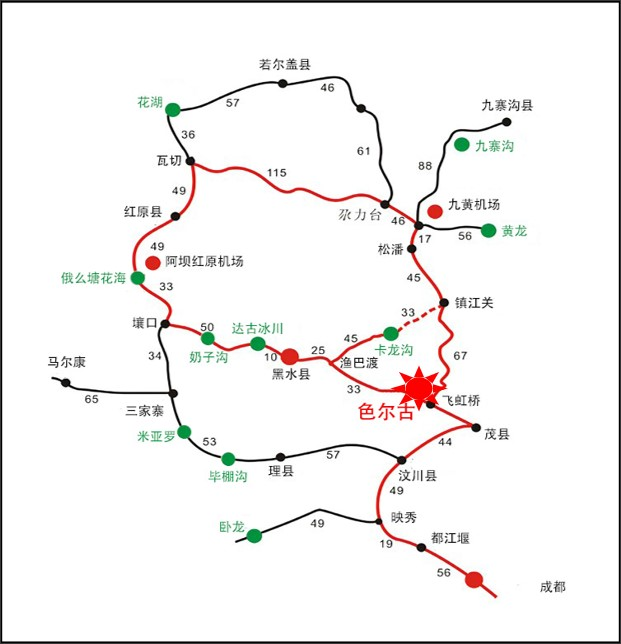 若尔盖县
46
花湖
57
九寨沟县
36
九寨沟
瓦切
61
88
115
49
九黄机场
红原县
尕力台
46
17
56
黄龙
松潘
49
阿坝红原机场
45
俄么塘花海
33
33
镇江关
壤口
50
达古冰川
45
34
奶子沟
10
25
卡龙沟
67
马尔康
黑水县
渔巴渡
33
65
三家寨
色尔古
飞虹桥
米亚罗
44
茂县
53
57
毕棚沟
理县
汶川县
49
卧龙
49
映秀
19
都江堰
56
成都